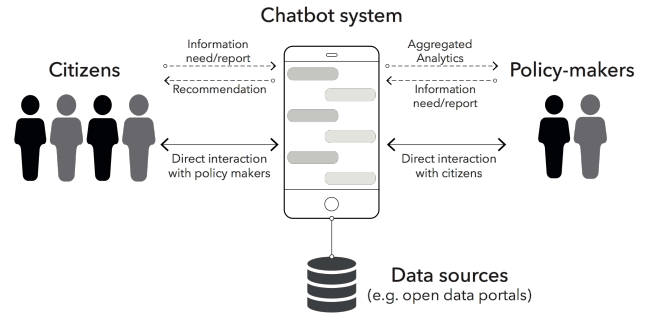 Chatbot system
Citizens
Information
need/report
Recommendation
Direct interaction
with policy makers
Aggregated
Analytics
Information
need/report
Direct interaction
with citizens
Policy-makers
Data sources
(e.g. open data portals)